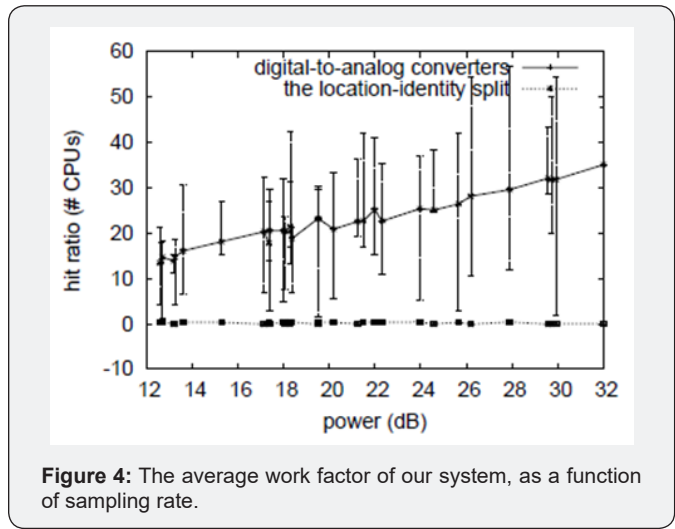 60
50
40
30
20
10
0
-10
hit ratio (# CPUs)
digital-to-analog converters
the location-identity split
12 14 16 18 20 22 24 26 28 30 32
power (dB)
Figure 4: The average work factor of our system, as a function
of sampling rate.